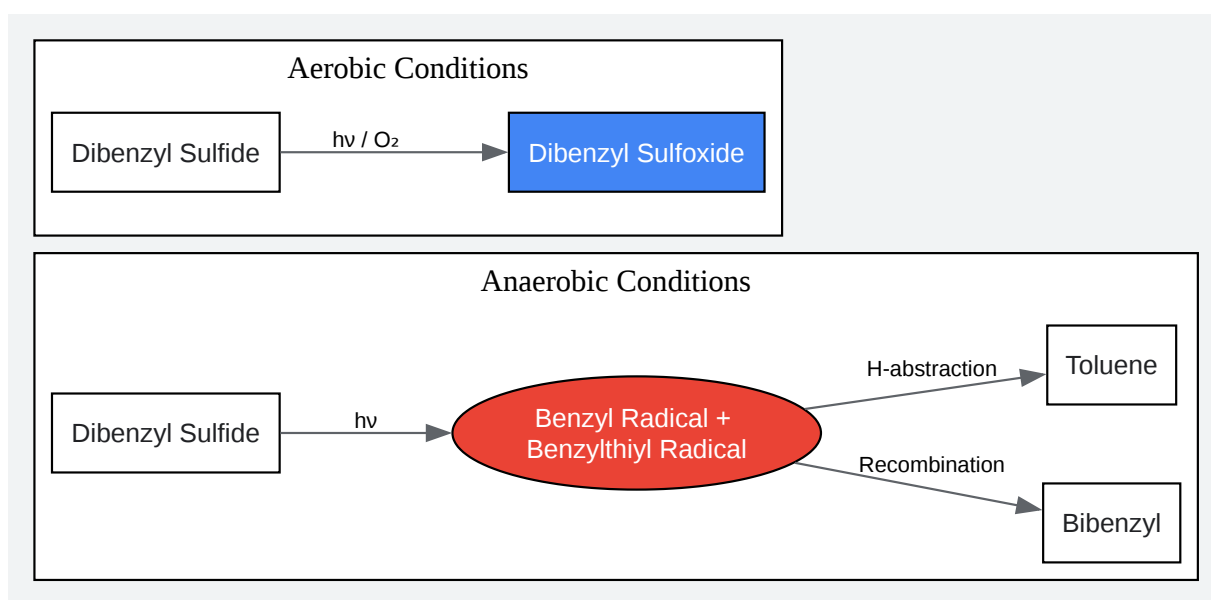 Aerobic Conditions
Dibenzyl Sulfide
hν / O₂
Dibenzyl Sulfoxide
Anaerobic Conditions
Dibenzyl Sulfide
hν
Benzyl Radical +
Benzylthiyl Radical
H-abstraction
Toluene
Recombination
Bibenzyl